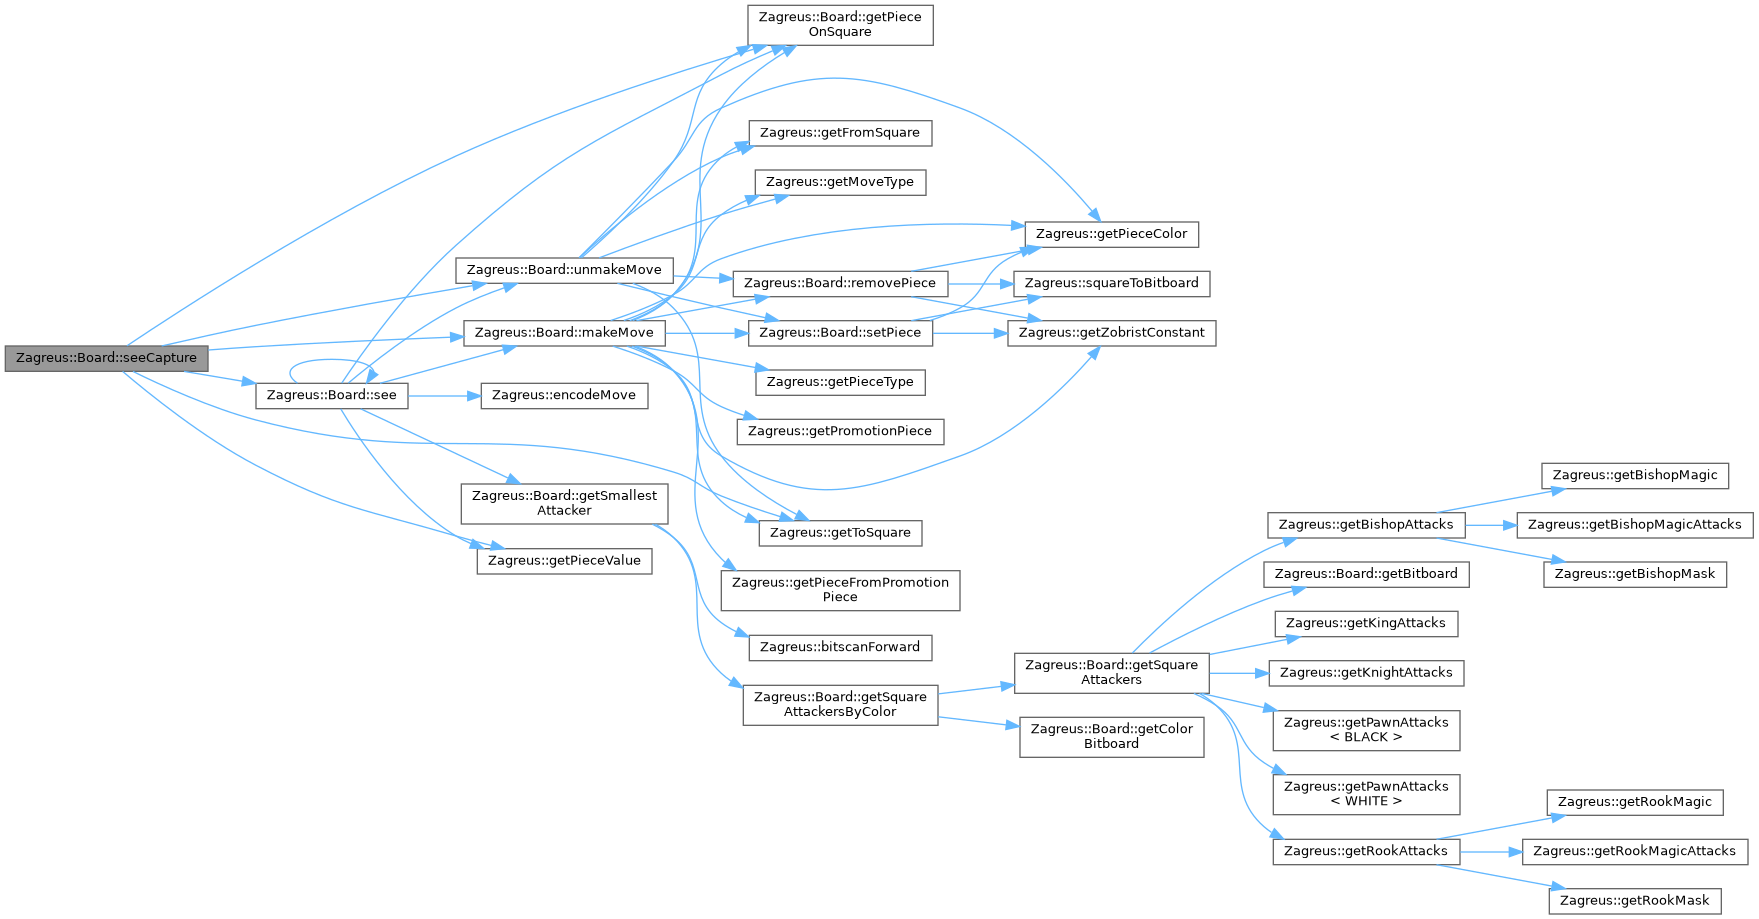 Zagreus::Board::seeCapture
Zagreus::Board::see
Zagreus::Board::unmakeMove
Zagreus::Board::makeMove
Zagreus::encodeMove
Zagreus::Board::getSmallest
Attacker
Zagreus::getPieceValue
Zagreus::Board::getPiece
OnSquare
Zagreus::getFromSquare
Zagreus::getMoveType
Zagreus::Board::removePiece
Zagreus::Board::setPiece
Zagreus::getPieceType
Zagreus::getPromotionPiece
Zagreus::getToSquare
Zagreus::getPieceFromPromotion
Piece
Zagreus::bitscanForward
Zagreus::Board::getSquare
AttackersByColor
Zagreus::getPieceColor
Zagreus::squareToBitboard
Zagreus::getZobristConstant
Zagreus::Board::getSquare
Attackers
Zagreus::Board::getColor
Bitboard
Zagreus::getBishopAttacks
Zagreus::Board::getBitboard
Zagreus::getKingAttacks
Zagreus::getKnightAttacks
Zagreus::getPawnAttacks
< BLACK >
Zagreus::getPawnAttacks
< WHITE >
Zagreus::getRookAttacks
Zagreus::getBishopMagic
Zagreus::getBishopMagicAttacks
Zagreus::getBishopMask
Zagreus::getRookMagic
Zagreus::getRookMagicAttacks
Zagreus::getRookMask